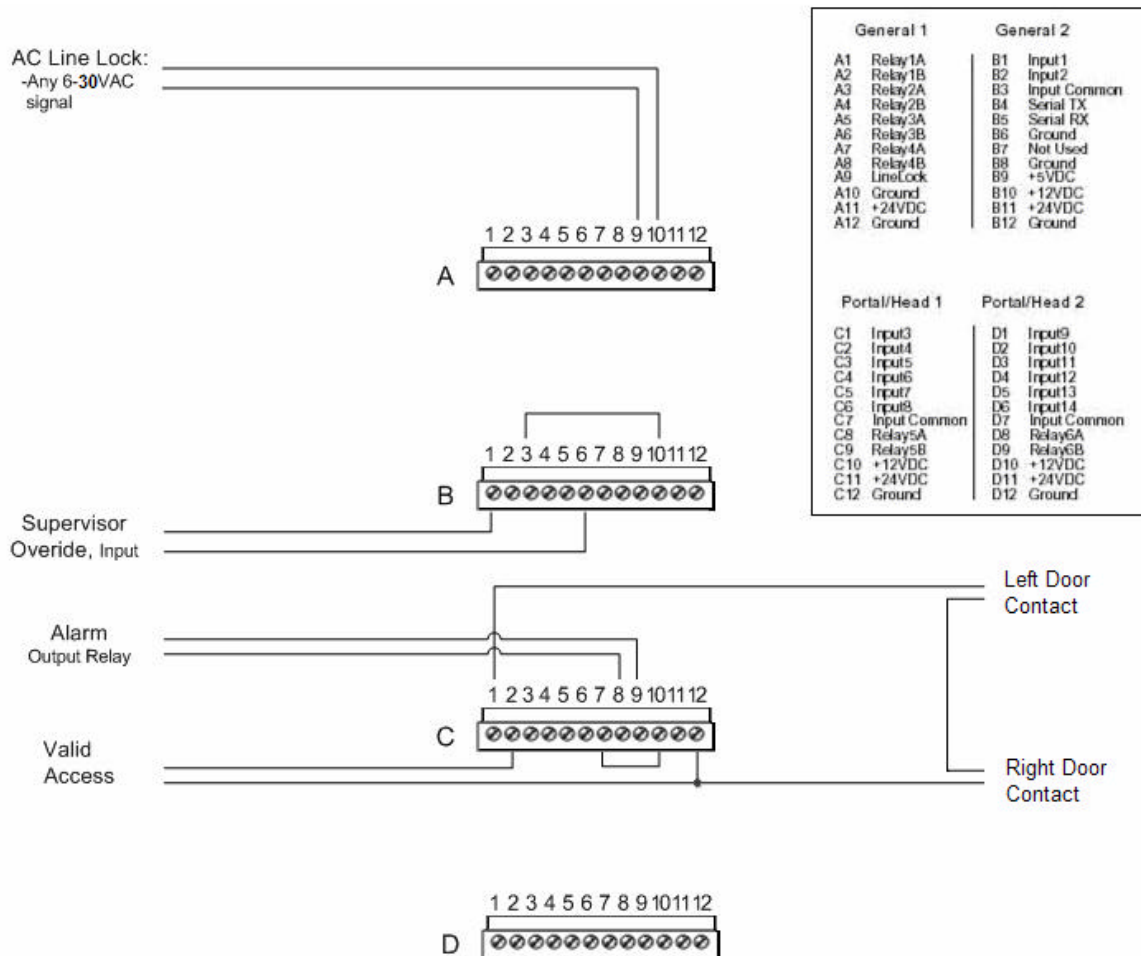 AC Line Lock:
-Any 6-30VAC
signal
1 2 3 4 5 6 7 8 9 10 11 12
A
1 2 3 4 5 6 7 8 9 10 11 12
B
Supervisor
Overide, Input
Alarm
Output Relay
1 2 3 4 5 6 7 8 9 10 11 12
C
Valid
Access
1 2 3 4 5 6 7 8 9 10 11 12
D
Left Door
Contact
Right Door
Contact
General 1
A1 Relay1A
A2 Relay1B
A3 Relay2A
A4 Relay2B
A5 Relay3A
A6 Relay3B
A7 Relay4A
A8 Relay4B
A9 LineLock
A10 Ground
A11 +24VDC
A12 Ground
General 2
B1 Input1
B2 Input2
B3 Input Common
B4 Serial TX
B5 Serial RX
B6 Ground
B7 Not Used
B8 Ground
B9 +5VDC
B10 +12VDC
B11 +24VDC
B12 Ground
Portal/Head 1
C1 Input3
C2 Input4
C3 Input5
C4 Input6
C5 Input7
C6 Input8
C7 Input Common
C8 Relay5A
C9 Relay5B
C10 +12VDC
C11 +24VDC
C12 Ground
Portal/Head 2
D1 Input9
D2 Input10
D3 Input11
D4 Input12
D5 Input13
D6 Input14
D7 Input Common
D8 Relay6A
D9 Relay6B
D10 +12VDC
D11 +24VDC
D12 Ground